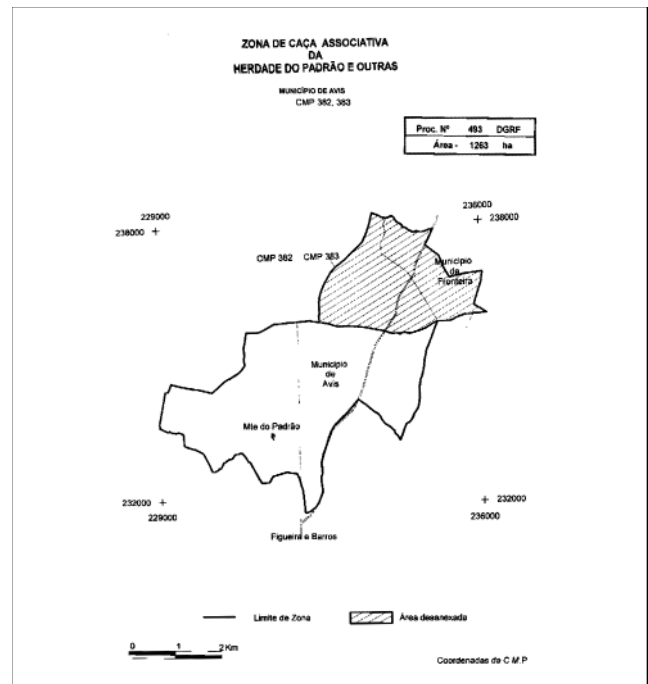 ZONA DE CAÇA ASSOCIATIVA
DA
HERDADE DO PADRÃO E OUTRAS
MUNICÍPIO DE AVIS
CMP 382, 383
Proc. Nº 493 DGRF
Área - 1263 ha
229000
238000
236000
238000
CMP 382 CMP 383
Município
de
Fronteira
Município
de
Avis
Mte do Padrão
232000
229000
232000
236000
Figueira e Barros
Limite de Zona
Área desanexada
0 1 2 Km
Coordenadas da C.M.P